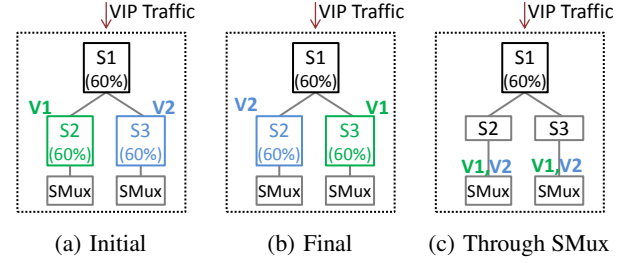 VIP Traffic
S1
(60%)
V1
V2
S2
(60%)
S3
(60%)
SMux
SMux
(a) Initial
VIP Traffic
S1
(60%)
V2
V1
S2
(60%)
S3
(60%)
SMux
SMux
(b) Final
VIP Traffic
S1
(60%)
S2
S3
V1,V2
V1,V2
SMux
SMux
(c) Through SMux